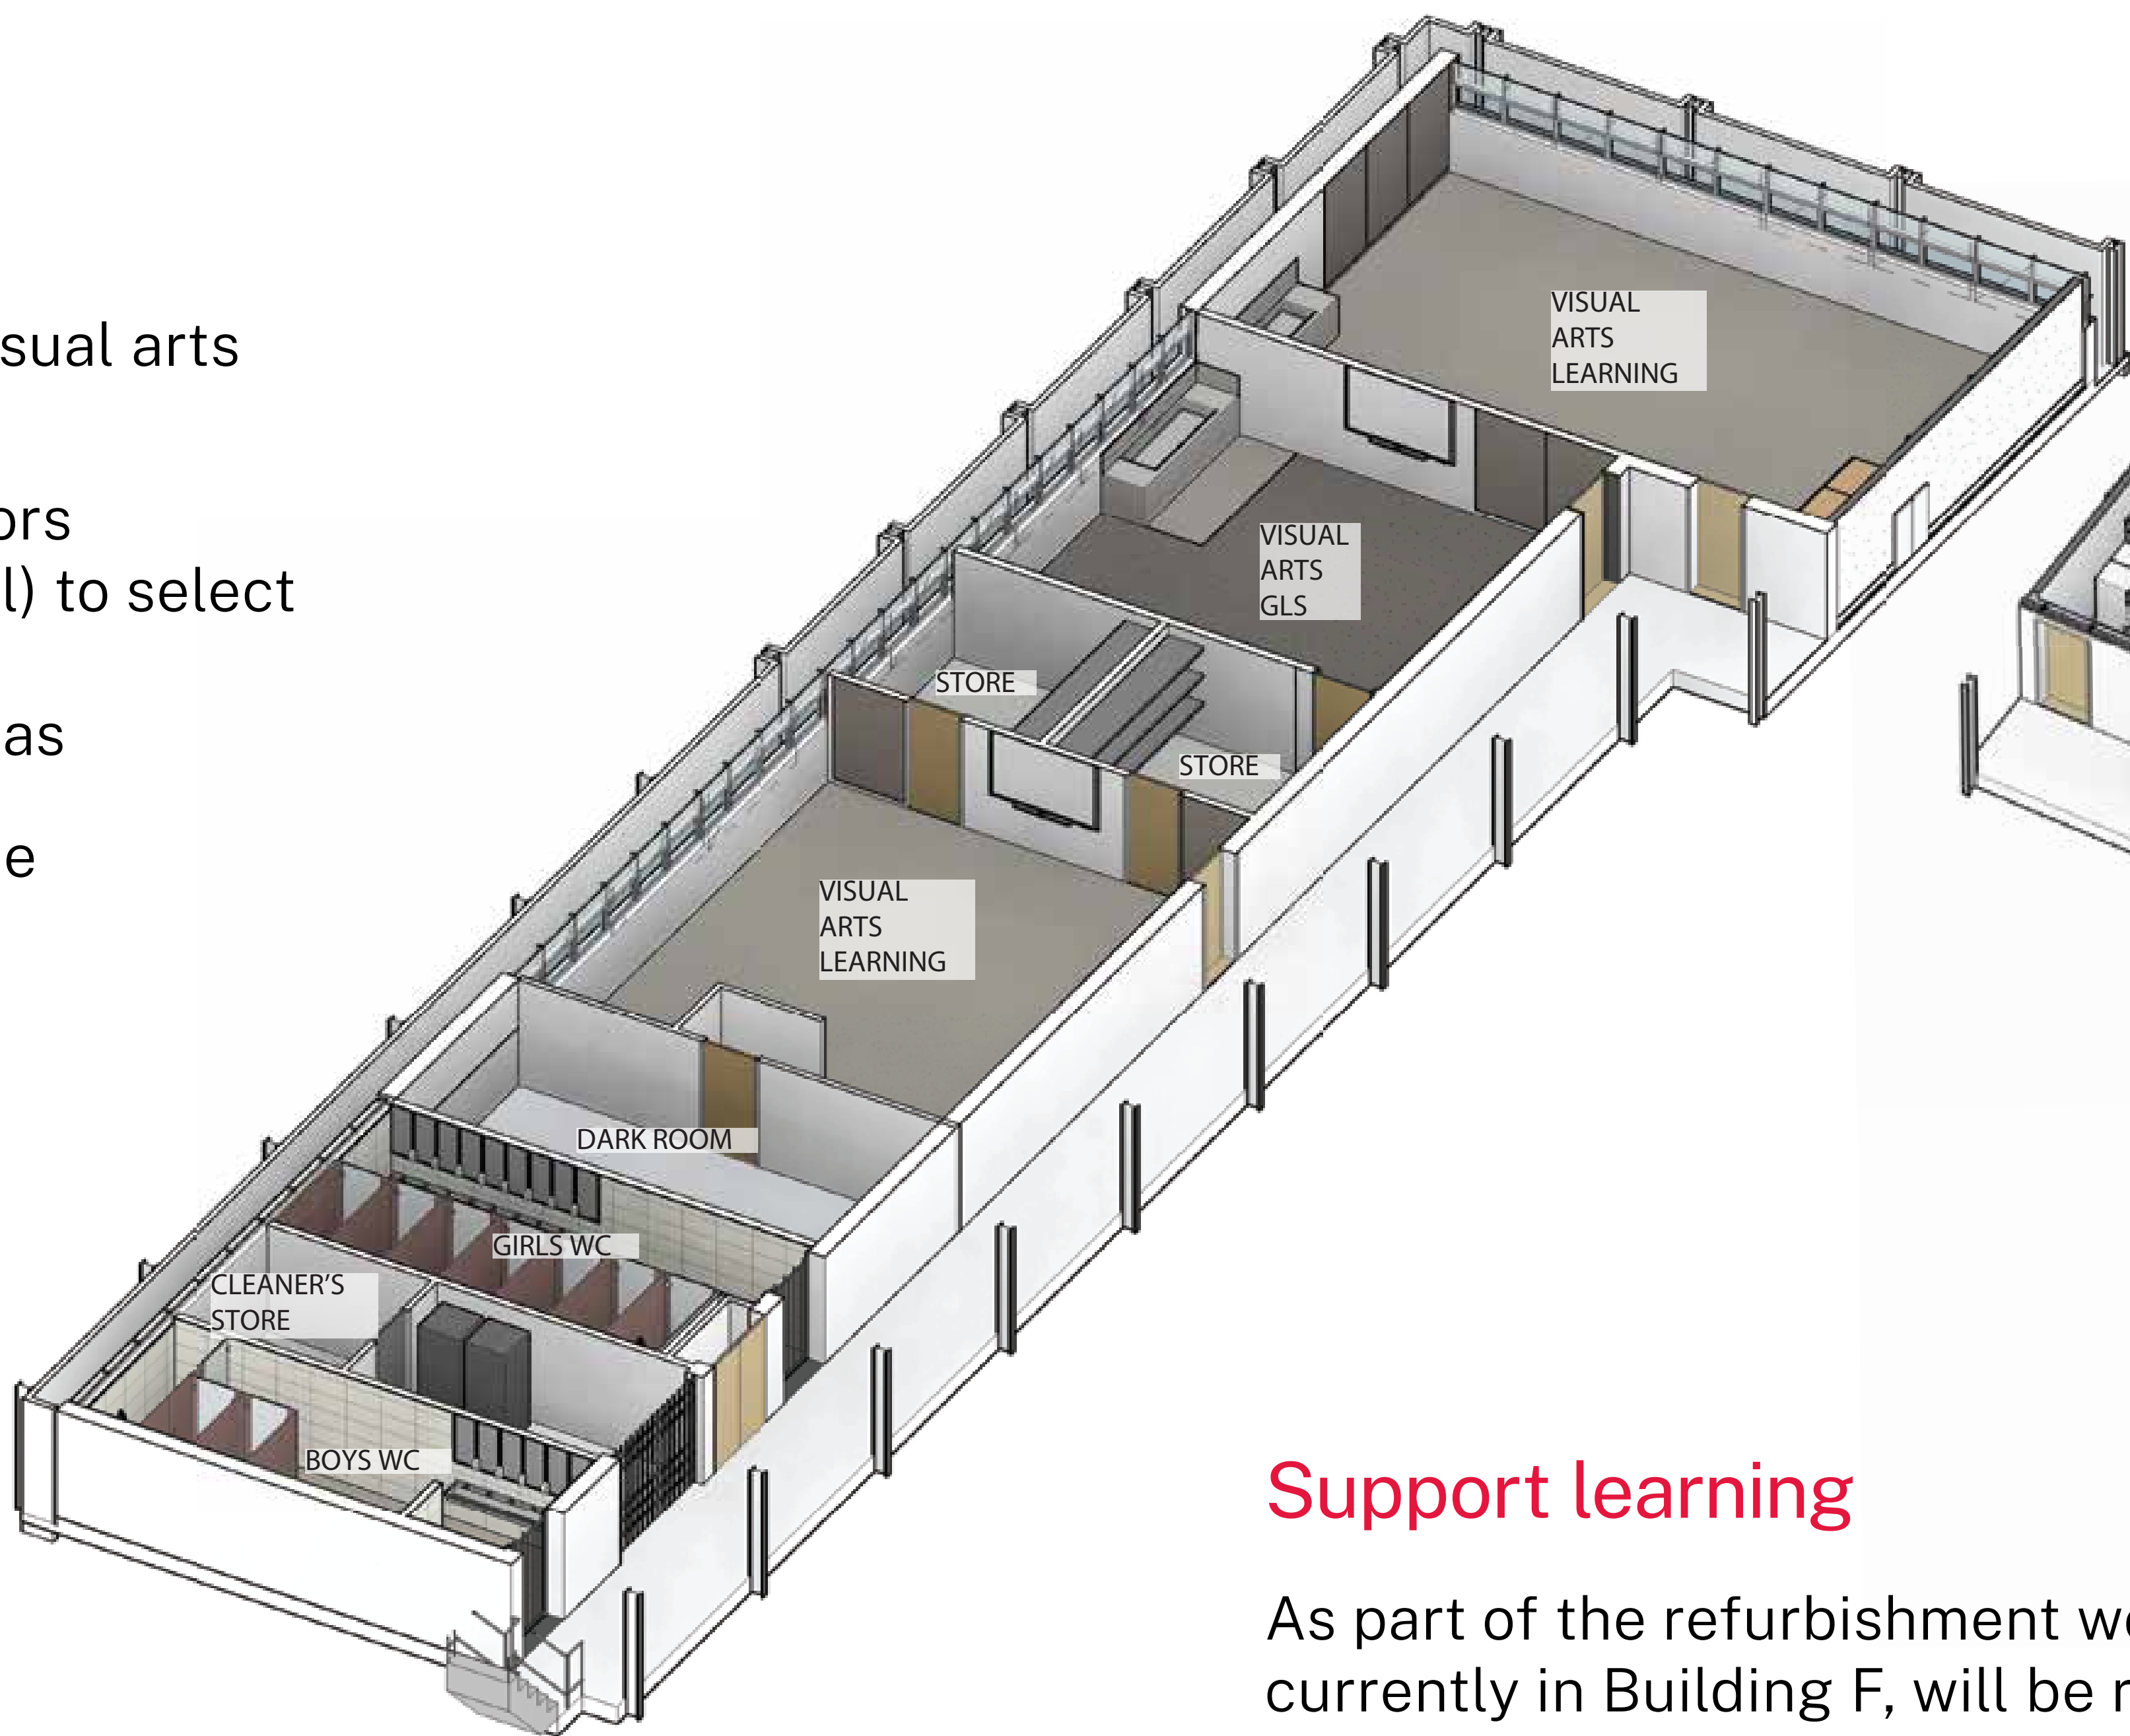 sual arts
ors
l) to select
as
e
VISUAL
ARTS
LEARNING
VISUAL
ARTS
GLS
STORE
STORE
VISUAL
ARTS
LEARNING
DARK ROOM
GIRLS WC
CLEANER'S
STORE
BOYS WC
Support learning
As part of the refurbishment
currently in Building F, will be